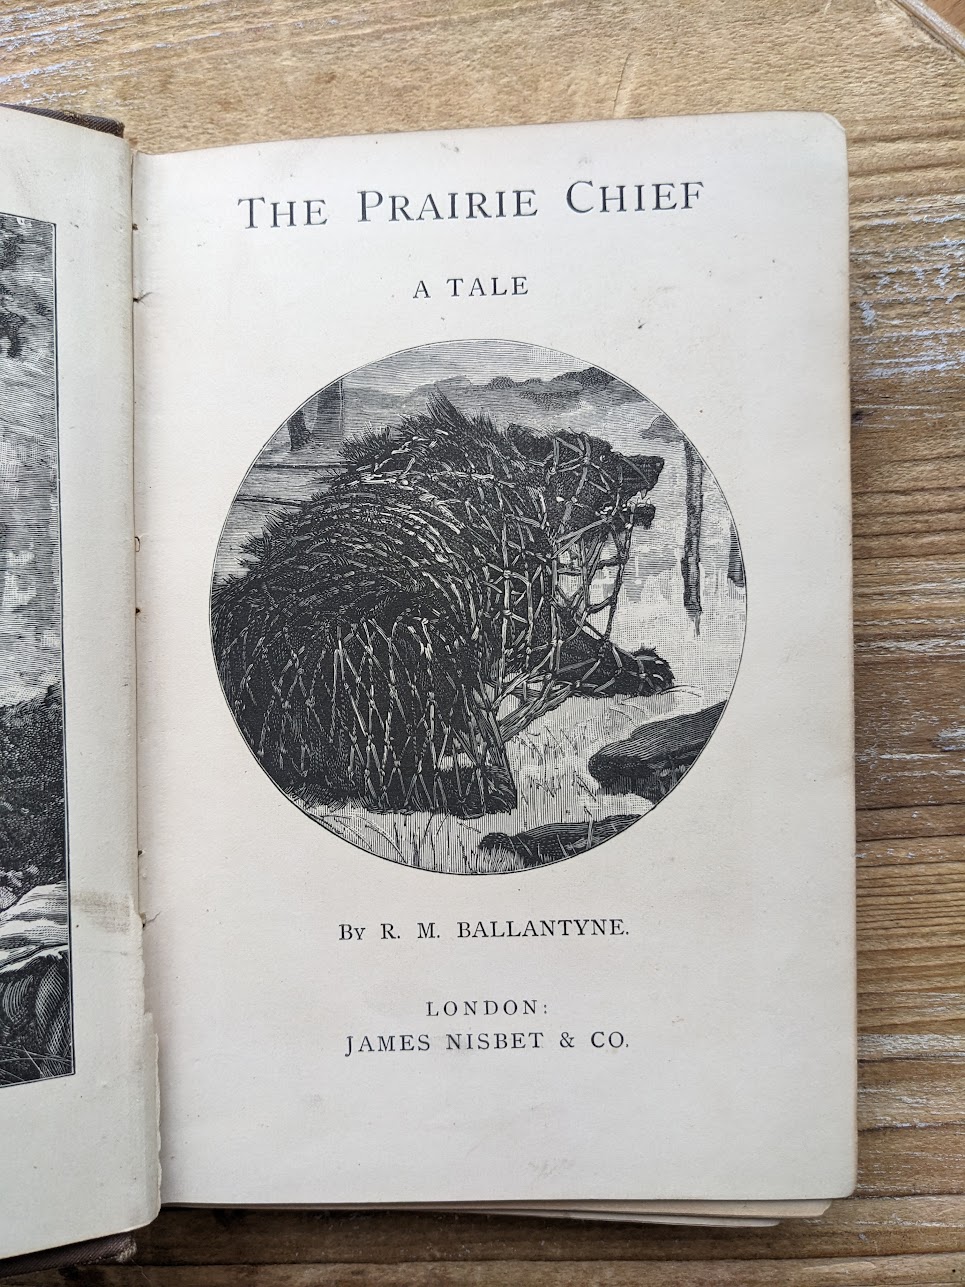 THE PRAIRIE CHIEF
A TALE
BY R. M. BALLANTYNE.
LONDON:
JAMES NISBET & CO.